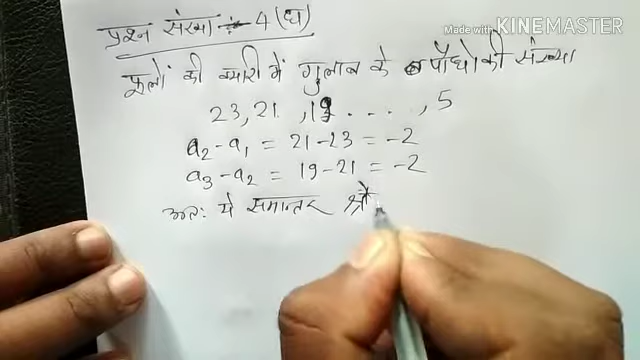 Made with KINEMASTER
प्रश्न संख्या :- 4 (घ)
फूलों की क्यारी में गुलाब के पौधो की संख्या
23, 21, 19 . . . , 5
a₂ - a₁ = 21 - 23 = -2
a₃ - a₂ = 19 - 21 = -2
अतः ये समान्तर श्रे